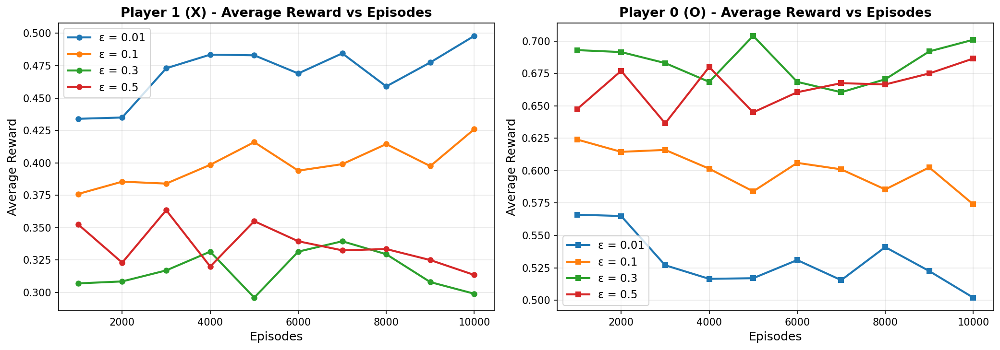 Player 1 (X) - Average Reward vs Episodes
0.500
0.475
0.450
0.425
0.400
0.375
0.350
0.325
0.300
Average Reward
ε = 0.01
ε = 0.1
ε = 0.3
ε = 0.5
2000
4000
6000
8000
10000
Episodes
Player 0 (O) - Average Reward vs Episodes
0.700
0.675
0.650
0.625
0.600
0.575
0.550
0.525
0.500
Average Reward
ε = 0.01
ε = 0.1
ε = 0.3
ε = 0.5
2000
4000
6000
8000
10000
Episodes